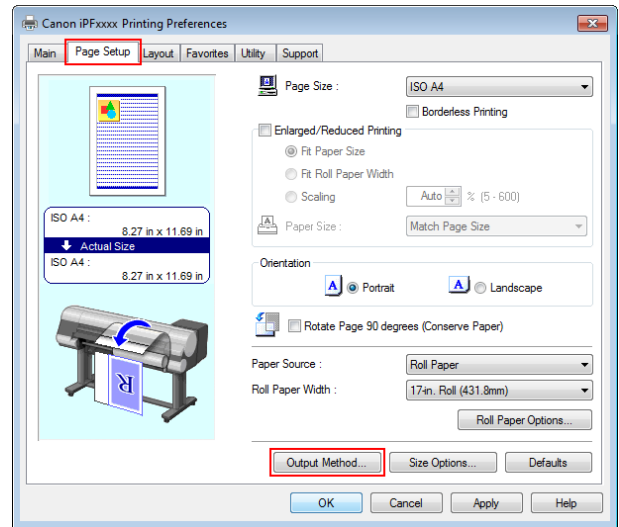 Canon iPFxxxx Printing Preferences
Main Page Setup Layout Favorites Utility Support
Page Size : ISO A4
Borderless Printing
Enlarged/Reduced Printing
Fit Paper Size
Fit Roll Paper Width
Scaling Auto % (5 - 600)
Paper Size : Match Page Size
ISO A4 :
8.27 in x 11.69 in
Actual Size
ISO A4 :
8.27 in x 11.69 in
Orientation
A Portrait A Landscape
Rotate Page 90 degrees (Conserve Paper)
R
Paper Source : Roll Paper
Roll Paper Width : 17-in. Roll (431.8mm)
Roll Paper Options...
Output Method... Size Options... Defaults
OK Cancel Apply Help